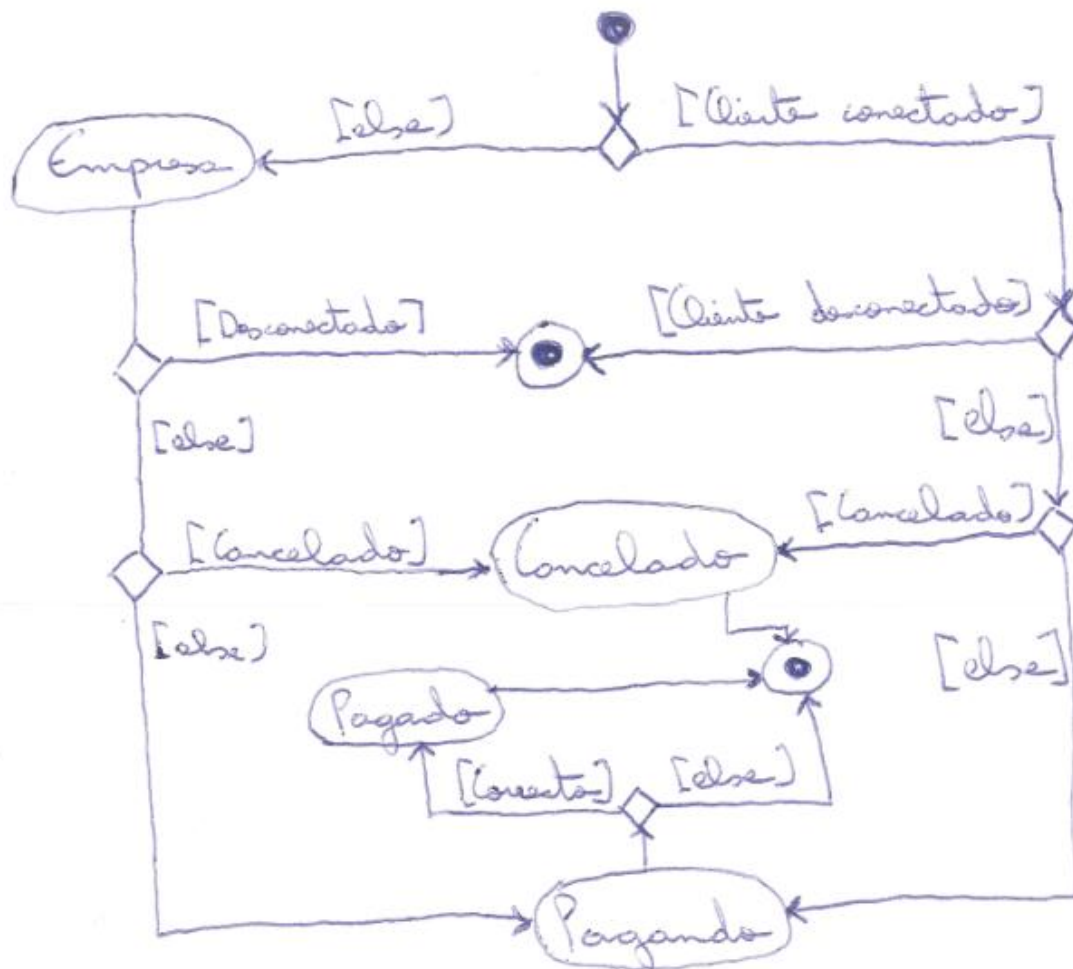 [else]
[Cliente conectado]
Empresa
[Desconectado]
[Cliente desconectado]
[else]
[else]
[Cancelado]
Cancelado
[Cancelado]
[else]
[else]
Pagado
[Correcto]
[else]
Pagando